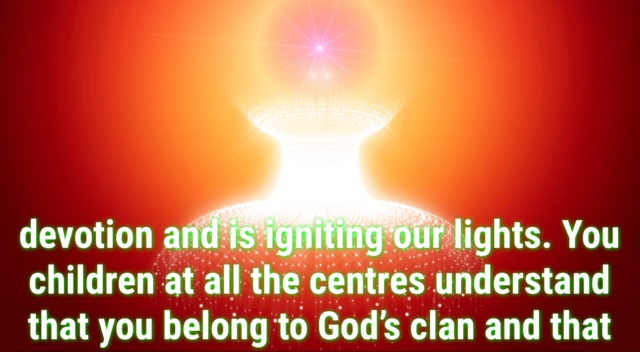 devotion and is igniting our lights. You
children at all the centres understand
that you belong to God’s clan and that